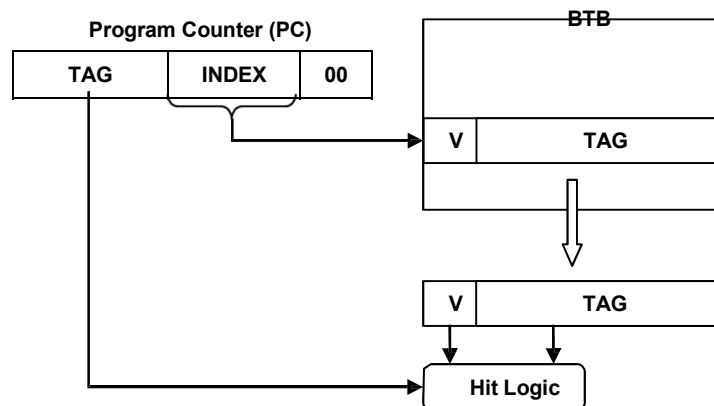 BTB
Program Counter (PC)
TAG INDEX 00
V TAG
V TAG
Hit Logic